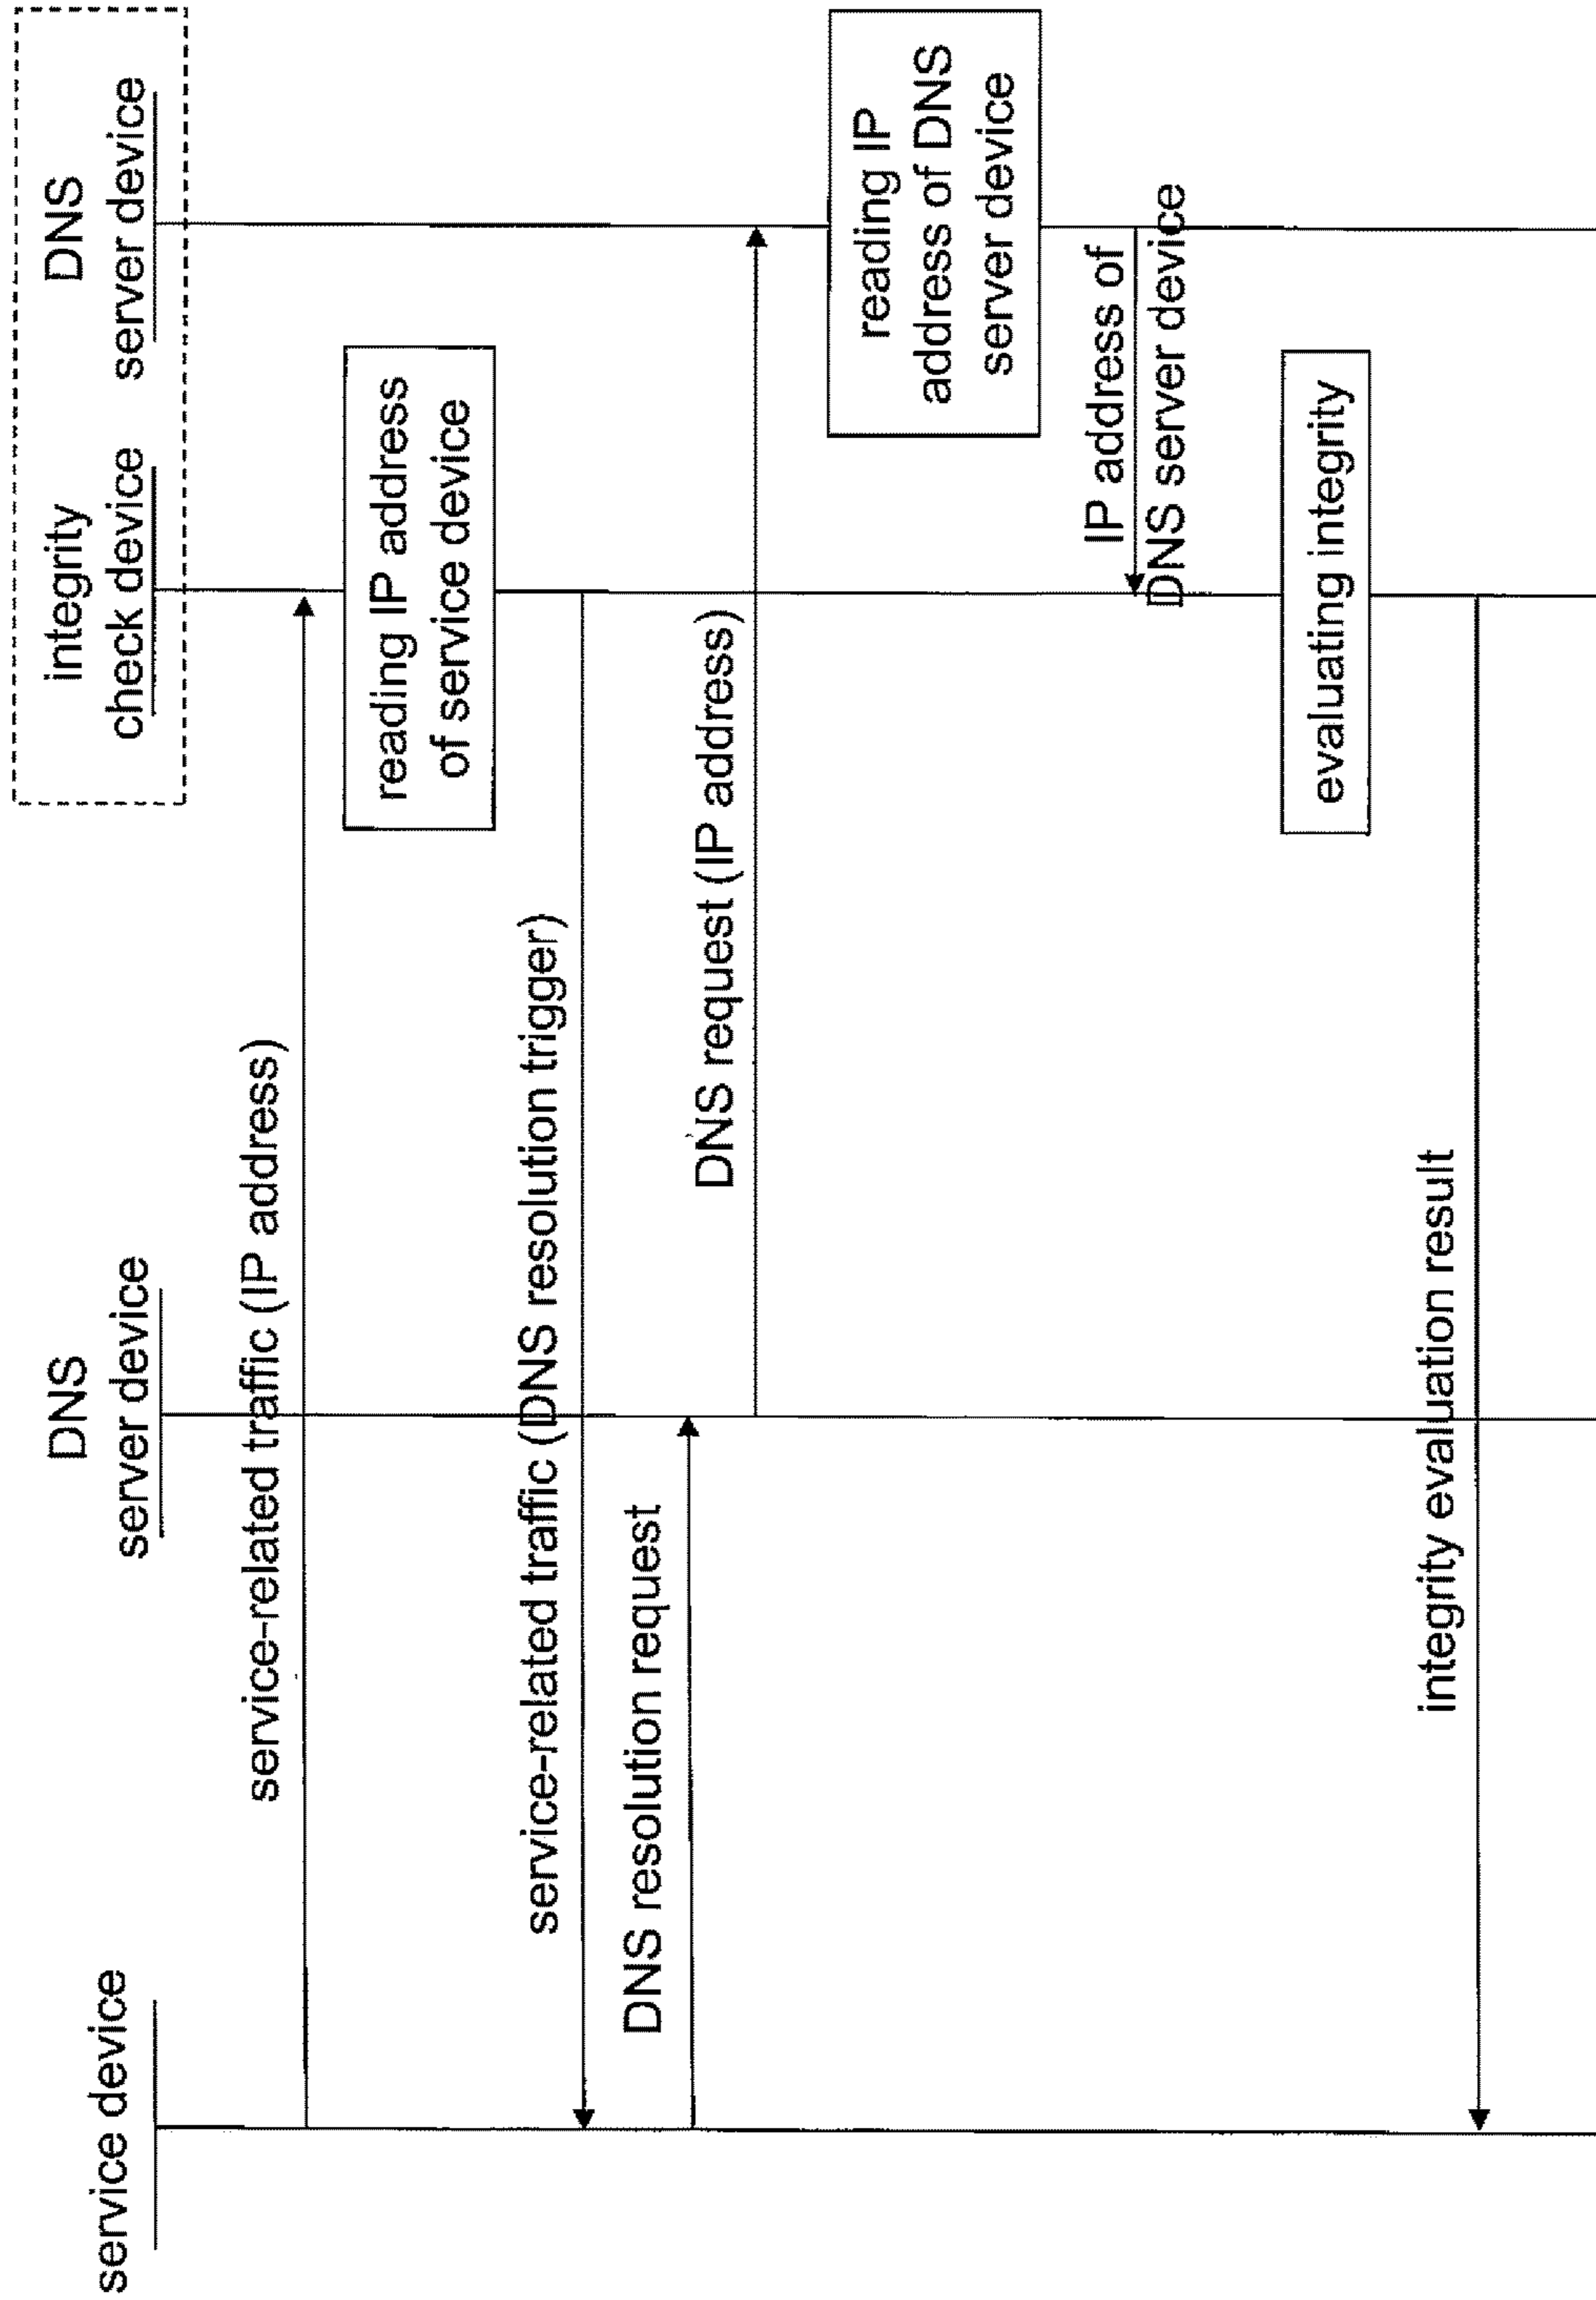 service device
DNS
server device
integrity
check device
DNS
server device
service-related traffic (IP address)
reading IP address
of service device
service-related traffic (DNS resolution trigger)
DNS resolution request
DNS request (IP address)
reading IP
address of DNS
server device
IP address of
DNS server device
evaluating integrity
integrity evaluation result